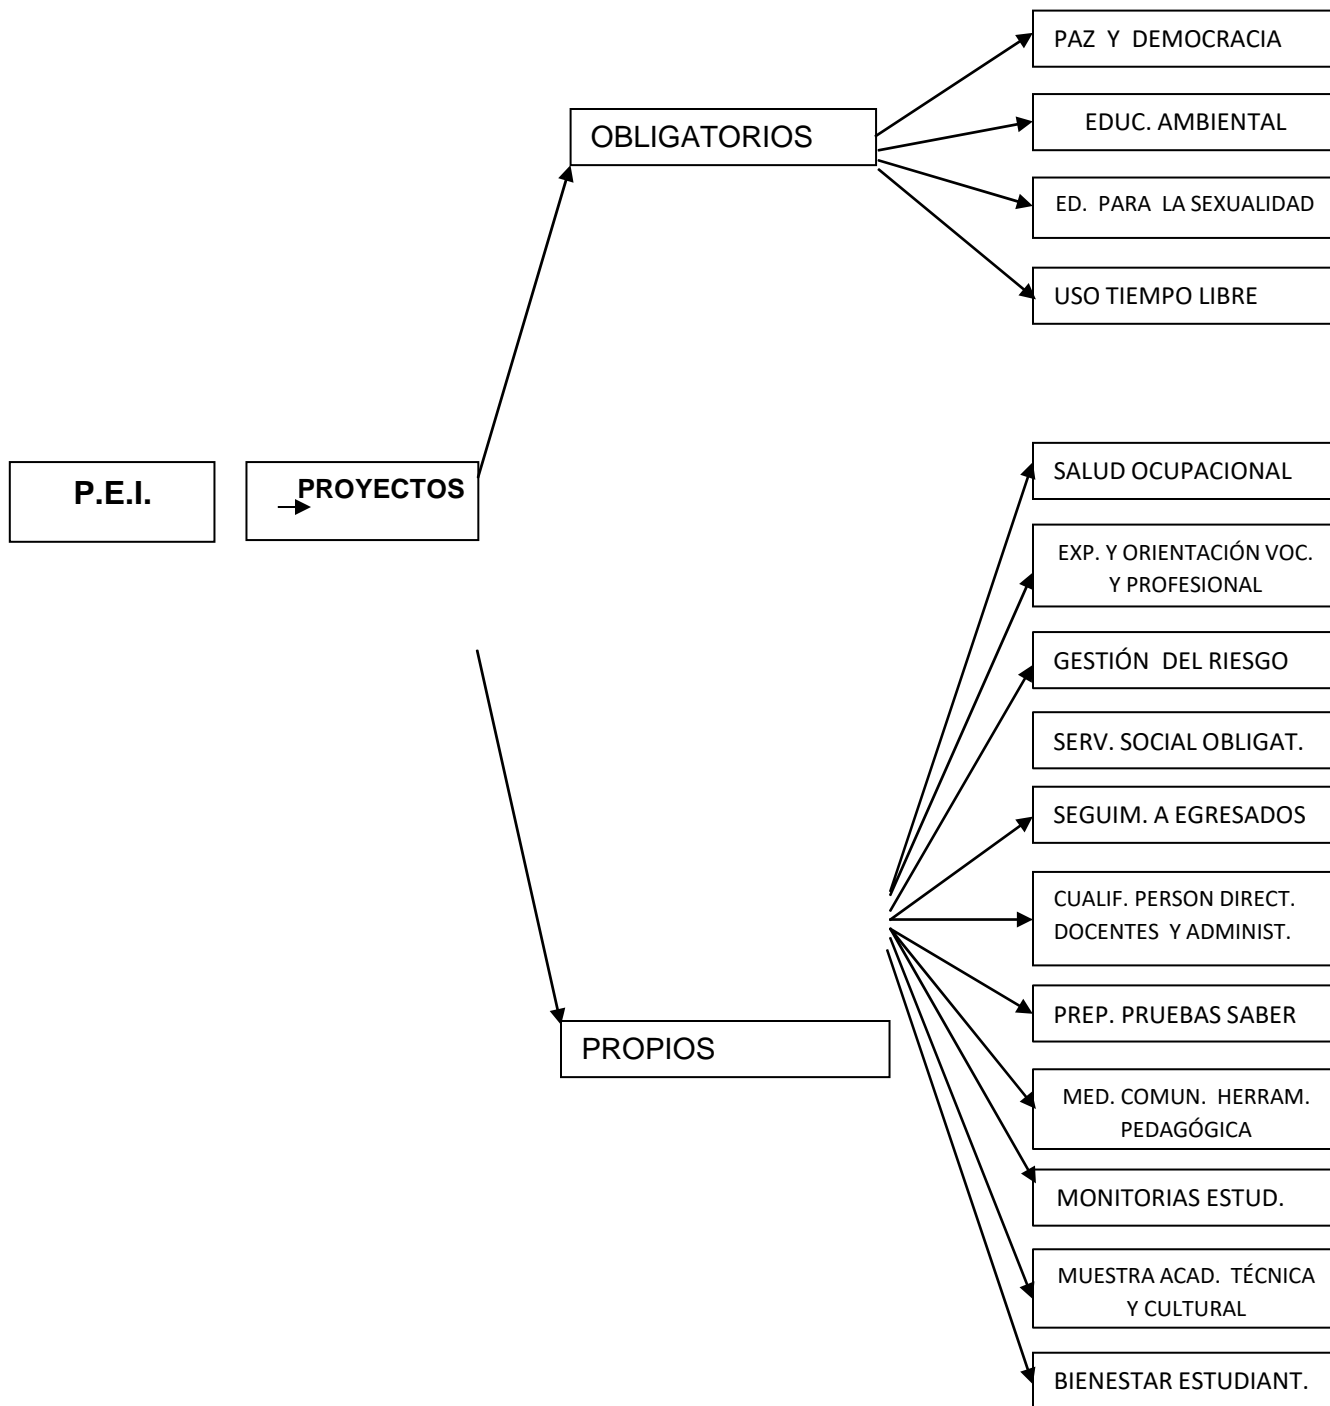 PAZ Y DEMOCRACIA
OBLIGATORIOS
EDUC. AMBIENTAL
ED. PARA LA SEXUALIDAD
USO TIEMPO LIBRE
P.E.I.
PROYECTOS
SALUD OCUPACIONAL
EXP. Y ORIENTACIÓN VOC.
Y PROFESIONAL
GESTIÓN DEL RIESGO
SERV. SOCIAL OBLIGAT.
SEGUIM. A EGRESADOS
CUALIF. PERSON DIRECT.
DOCENTES Y ADMINIST.
PREP. PRUEBAS SABER
PROPIOS
MED. COMUN. HERRAM.
PEDAGÓGICA
MONITORIAS ESTUD.
MUESTRA ACAD. TÉCNICA
Y CULTURAL
BIENESTAR ESTUDIANT.